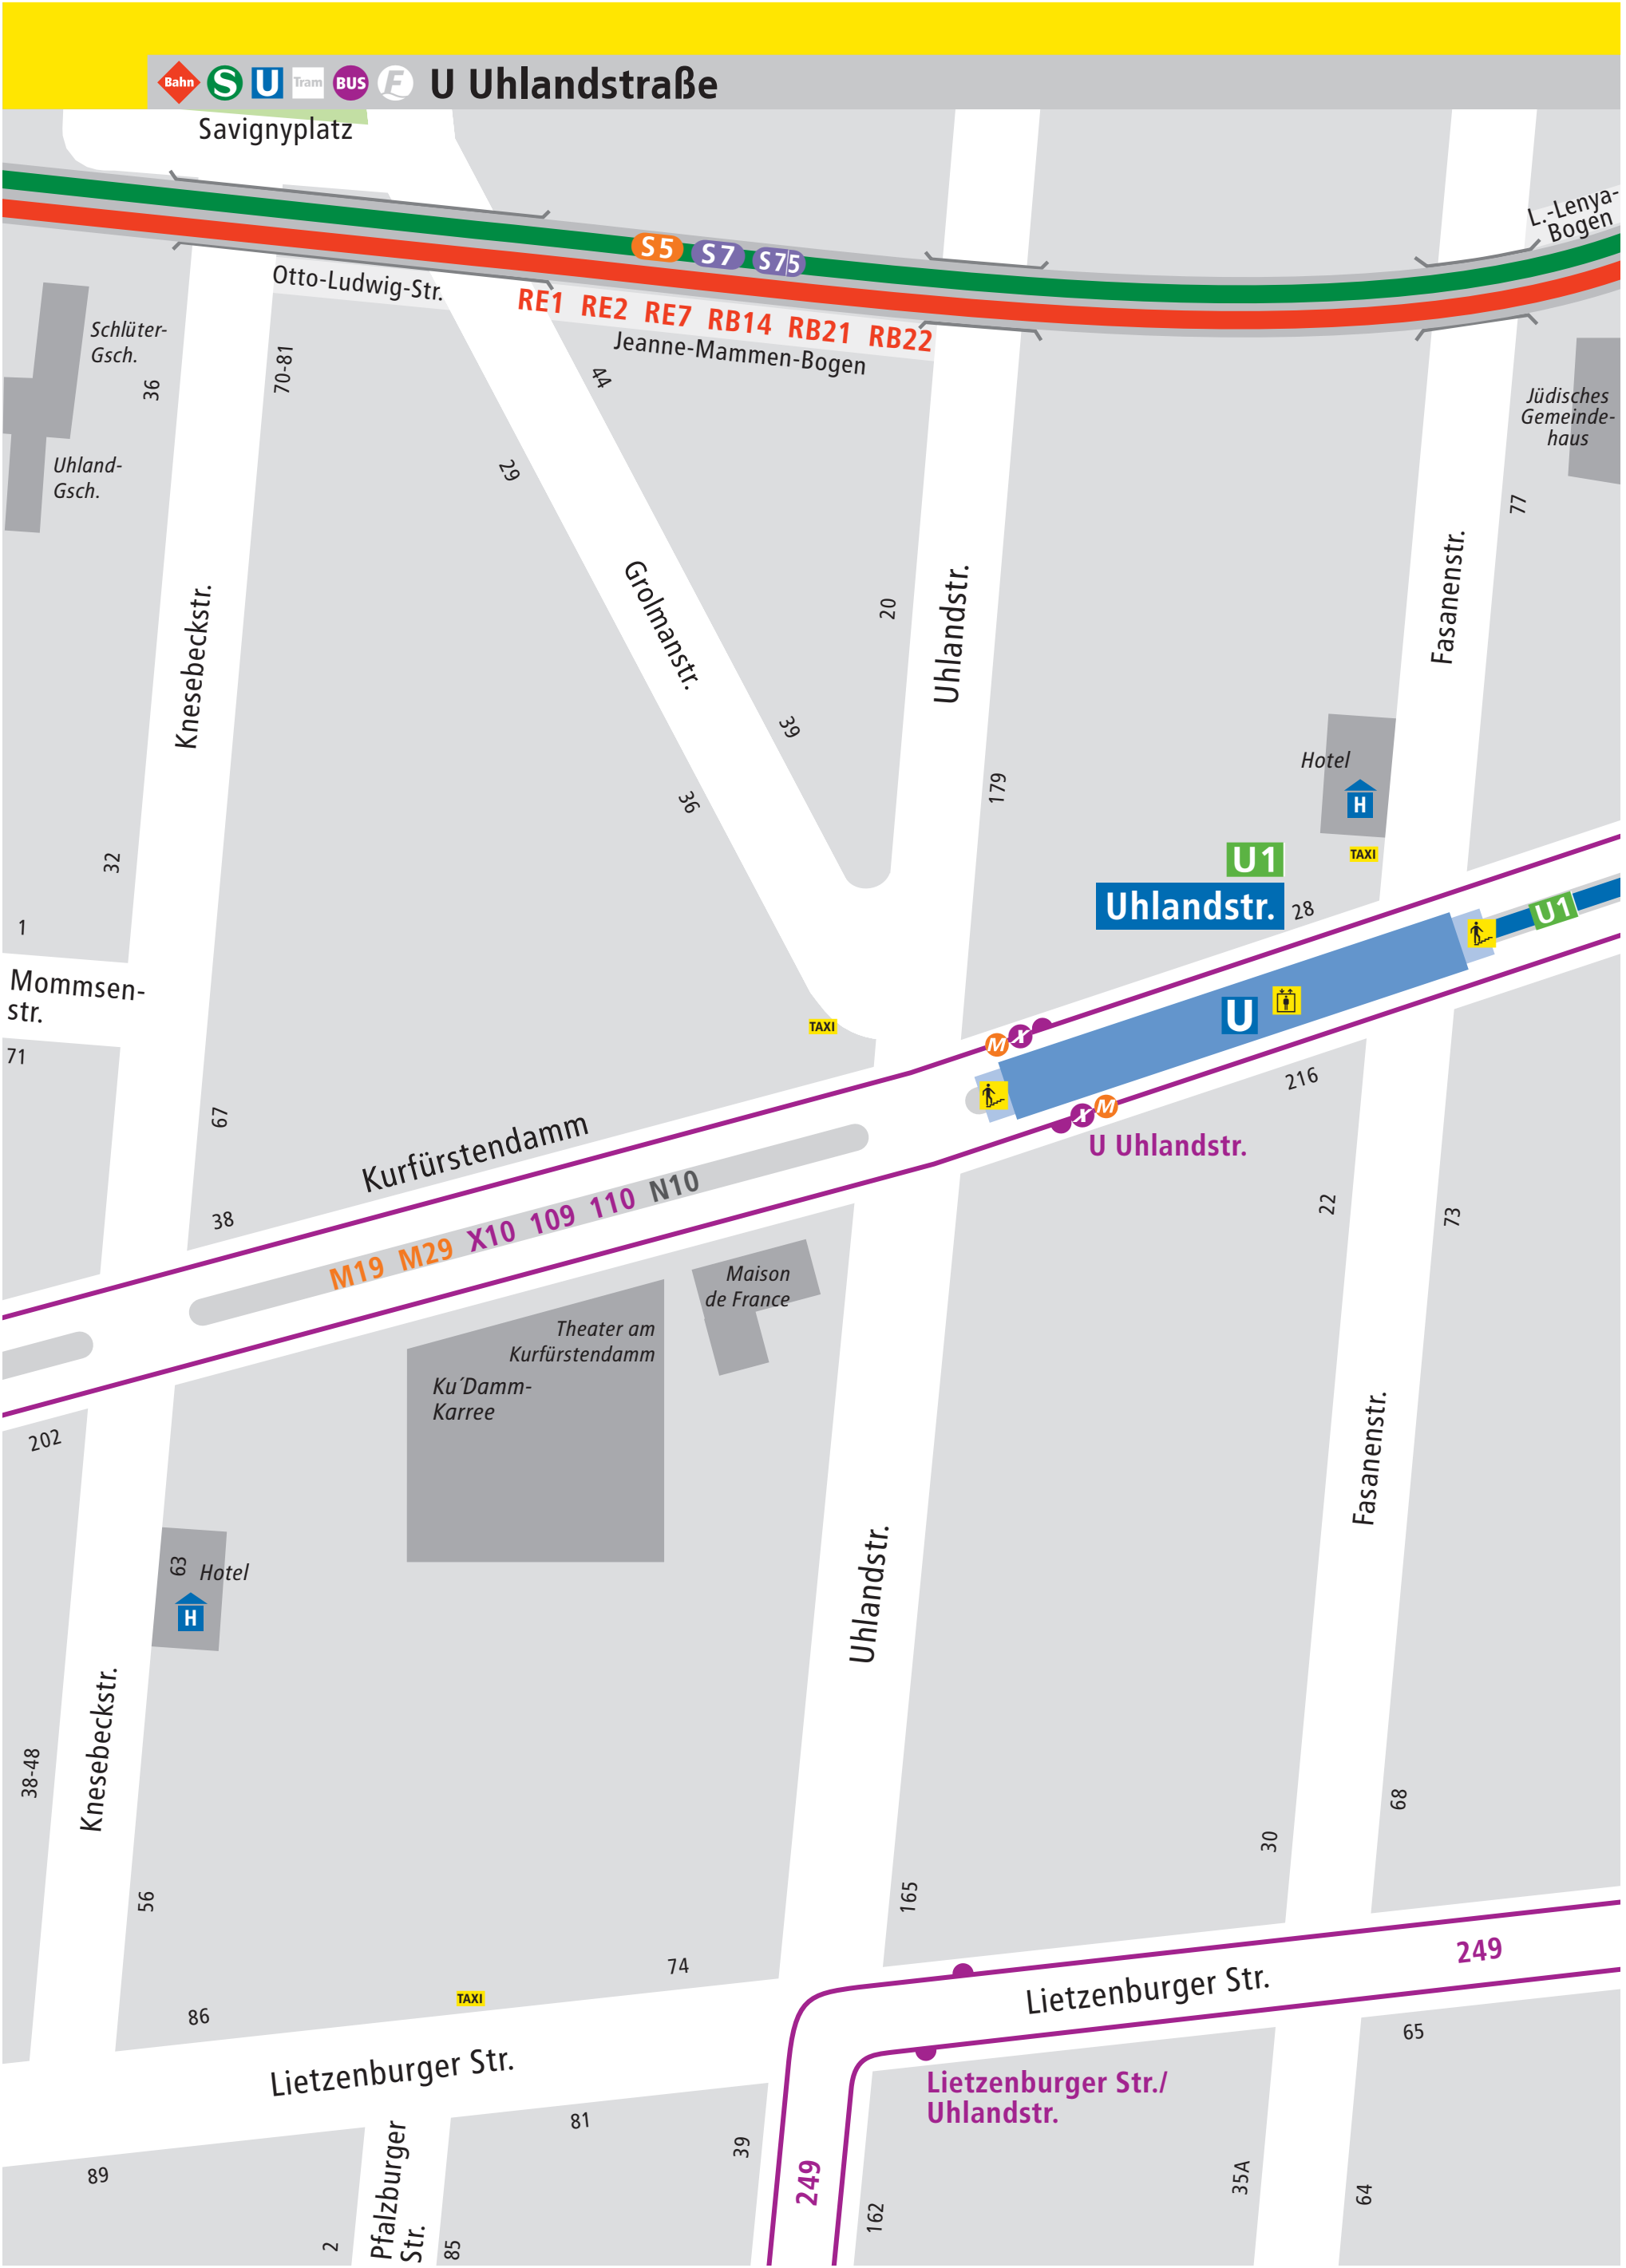 Bahn S U Tram BUS F U Uhlandstraße
Savignyplatz
L.-Lenya-
Bogen
S5 S7 S75
Otto-Ludwig-Str.
RE1 RE2 RE7 RB14 RB21 RB22
Jeanne-Mammen-Bogen
Schlüter-
Gsch.
36
70-81
44
Jüdisches
Gemeinde-
haus
Uhland-
Gsch.
29
77
Knesebeckstr.
Grolmanstr.
20
Uhlandstr.
Fasanenstr.
39
36
179
Hotel
H
TAXI
32
U1
Uhlandstr.
28
U1
1
Mommsen-
str.
71
TAXI
M X
U
67
216
X M
U Uhlandstr.
Kurfürstendamm
38
M19 M29 X10 109 110 N10
22
73
Maison
de France
Theater am
Kurfürstendamm
Ku´Damm-
Karree
202
Fasanenstr.
63
Hotel
H
Uhlandstr.
Knesebeckstr.
38-48
68
30
56
165
74
249
TAXI
86
Lietzenburger Str.
65
Lietzenburger Str.
Lietzenburger Str./
Uhlandstr.
81
39
89
249
35A
64
162
Pfalzburger
Str.
2
85